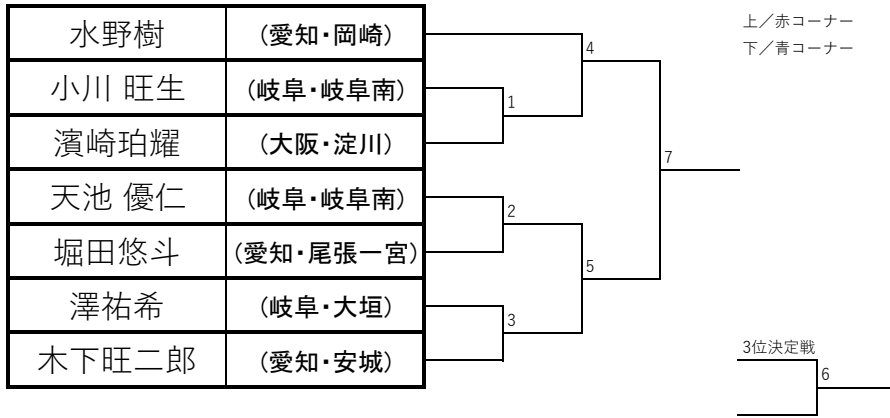 水野樹 (愛知・岡崎)
小川 旺生 (岐阜・岐阜南)
濱崎珀耀 (大阪・淀川)
天池 優仁 (岐阜・岐阜南)
堀田悠斗 (愛知・尾張一宮)
澤祐希 (岐阜・大垣)
木下旺二郎 (愛知・安城)
1
2
3
4
5
7
上／赤コーナー
下／青コーナー
3位決定戦
6